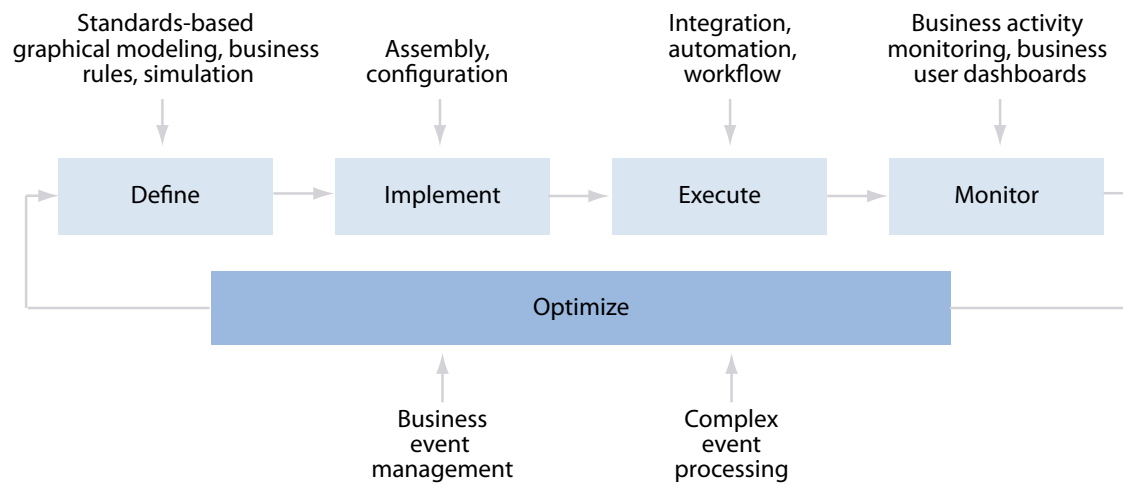 Standards-based
graphical modeling, business
rules, simulation
Assembly,
configuration
Integration,
automation,
workflow
Business activity
monitoring, business
user dashboards
Define
Implement
Execute
Monitor
Optimize
Business
event
management
Complex
event
processing